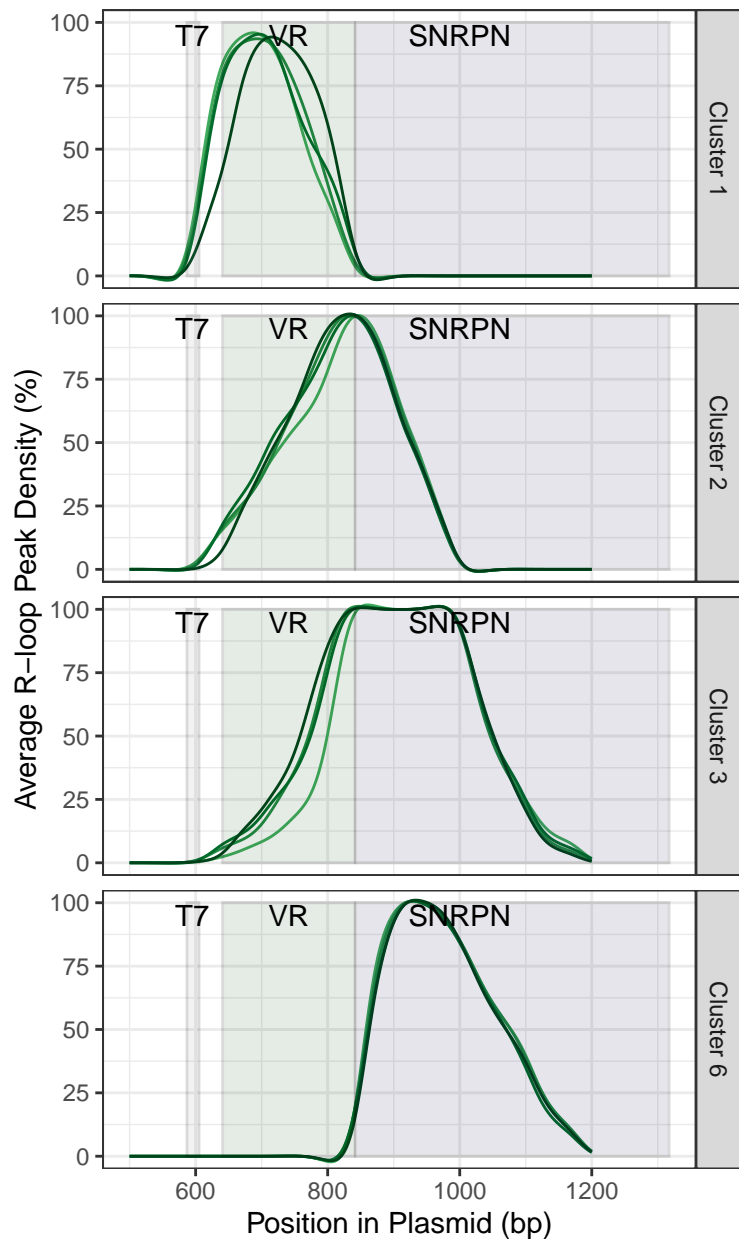 T7 VR SNRPN
100
75
50
25
0
Cluster 1
T7 VR SNRPN
100
75
50
25
0
Cluster 2
T7 VR SNRPN
100
75
50
25
0
Cluster 3
T7 VR SNRPN
100
75
50
25
0
Cluster 6
Average R−loop Peak Density (%)
600 800 1000 1200
Position in Plasmid (bp)